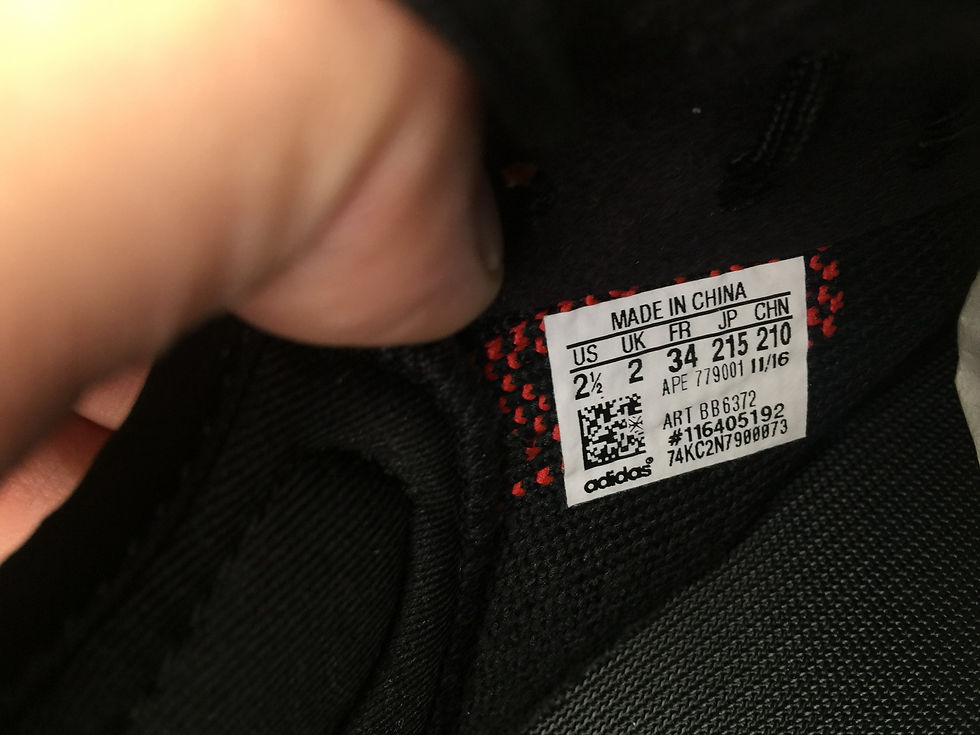 MADE IN CHINA
US UK FR JP CHN
2½ 2 34 215 210
APE 779001 11/16
ART BB6372
#116405192
74KC2N7900073
adidas®